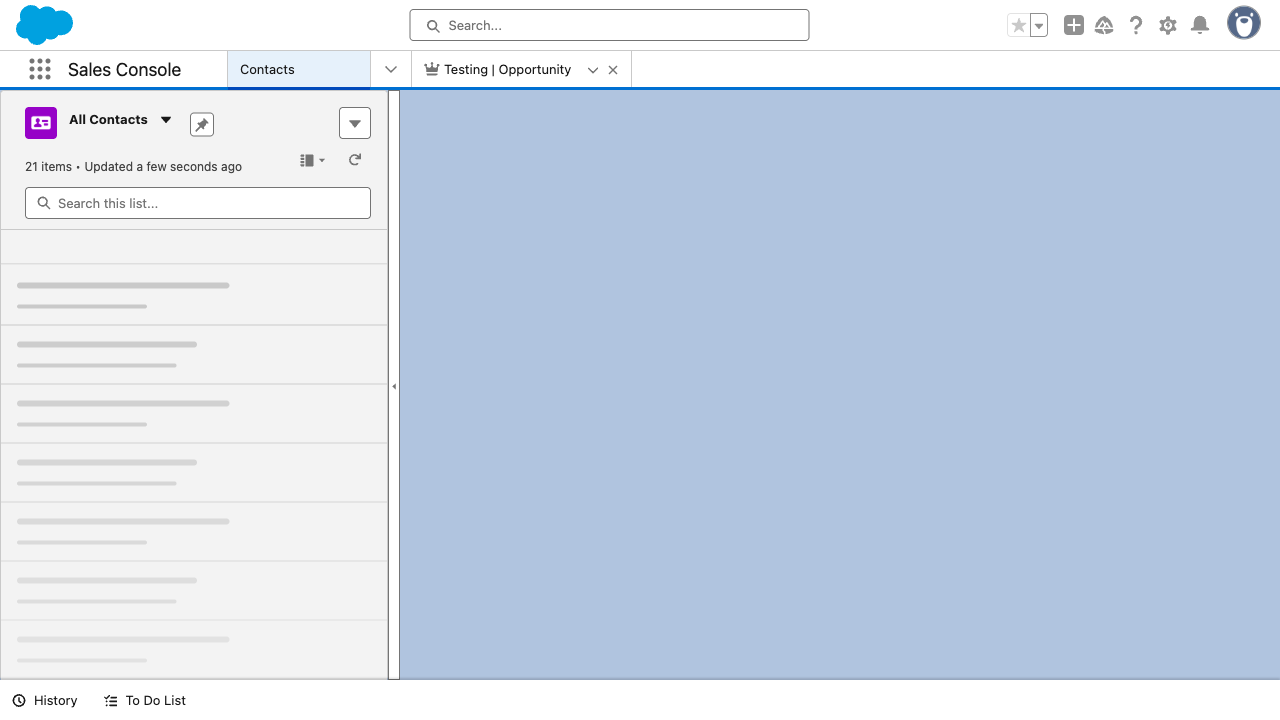 Search...
Sales Console
Contacts
Testing | Opportunity
All Contacts
21 items • Updated a few seconds ago
Search this list...
History
To Do List